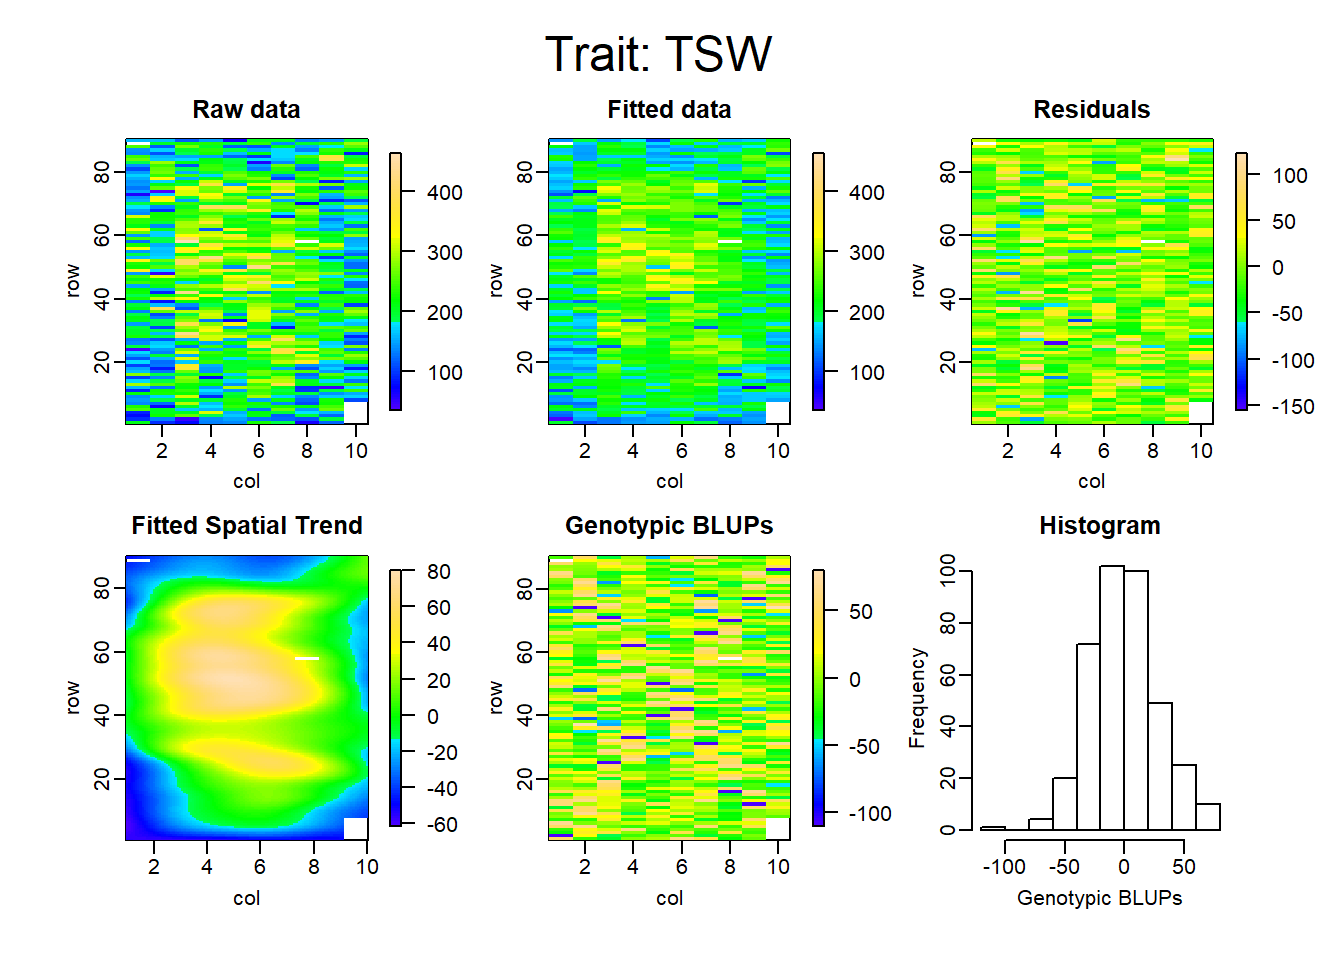 Trait: TSW
Raw data
row
80
60
40
20
2 4 6 8 10
col
400
300
200
100
Fitted data
row
80
60
40
20
2 4 6 8 10
col
400
300
200
100
Residuals
row
80
60
40
20
2 4 6 8 10
col
100
50
0
-50
-100
-150
Fitted Spatial Trend
row
80
60
40
20
2 4 6 8 10
col
80
60
40
20
0
-20
-40
-60
Genotypic BLUPs
row
80
60
40
20
2 4 6 8 10
col
50
0
-50
-100
Histogram
Frequency
100
80
60
40
20
0
-100 -50 0 50
Genotypic BLUPs